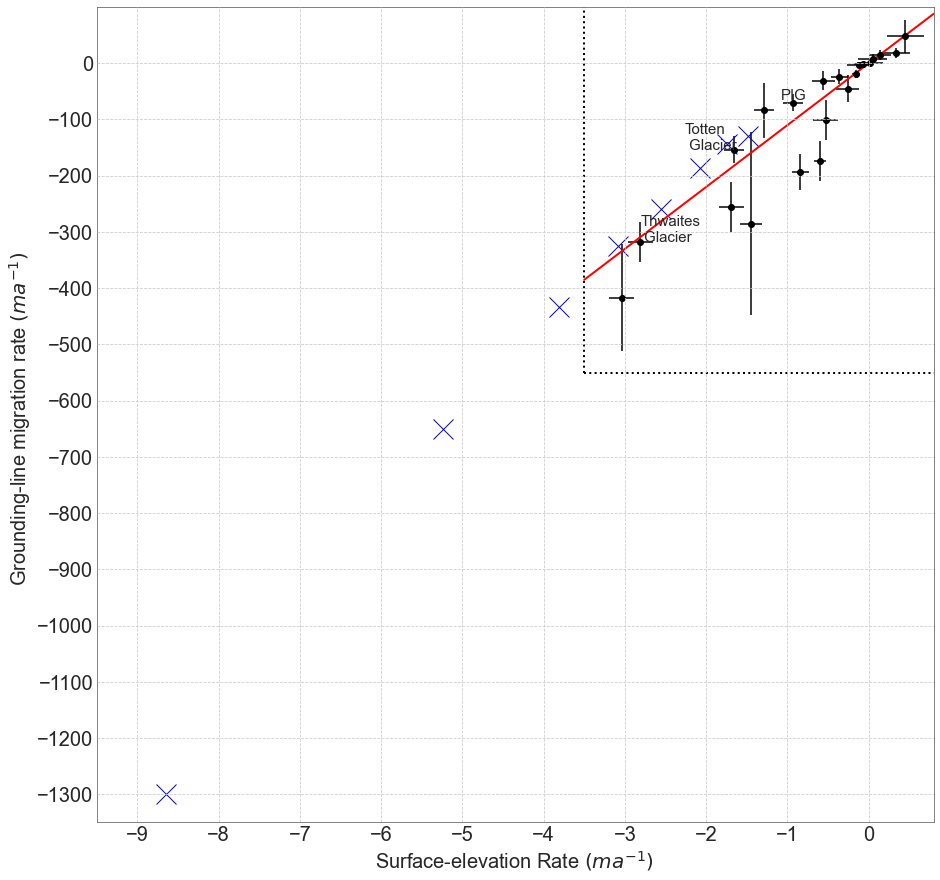 0
−100
−200
−300
−400
−500
−600
−700
−800
−900
−1000
−1100
−1200
−1300
Grounding-line migration rate (ma⁻¹)
PIG
Totten
Glacier
Thwaites
Glacier
−9 −8 −7 −6 −5 −4 −3 −2 −1 0
Surface-elevation Rate (ma⁻¹)